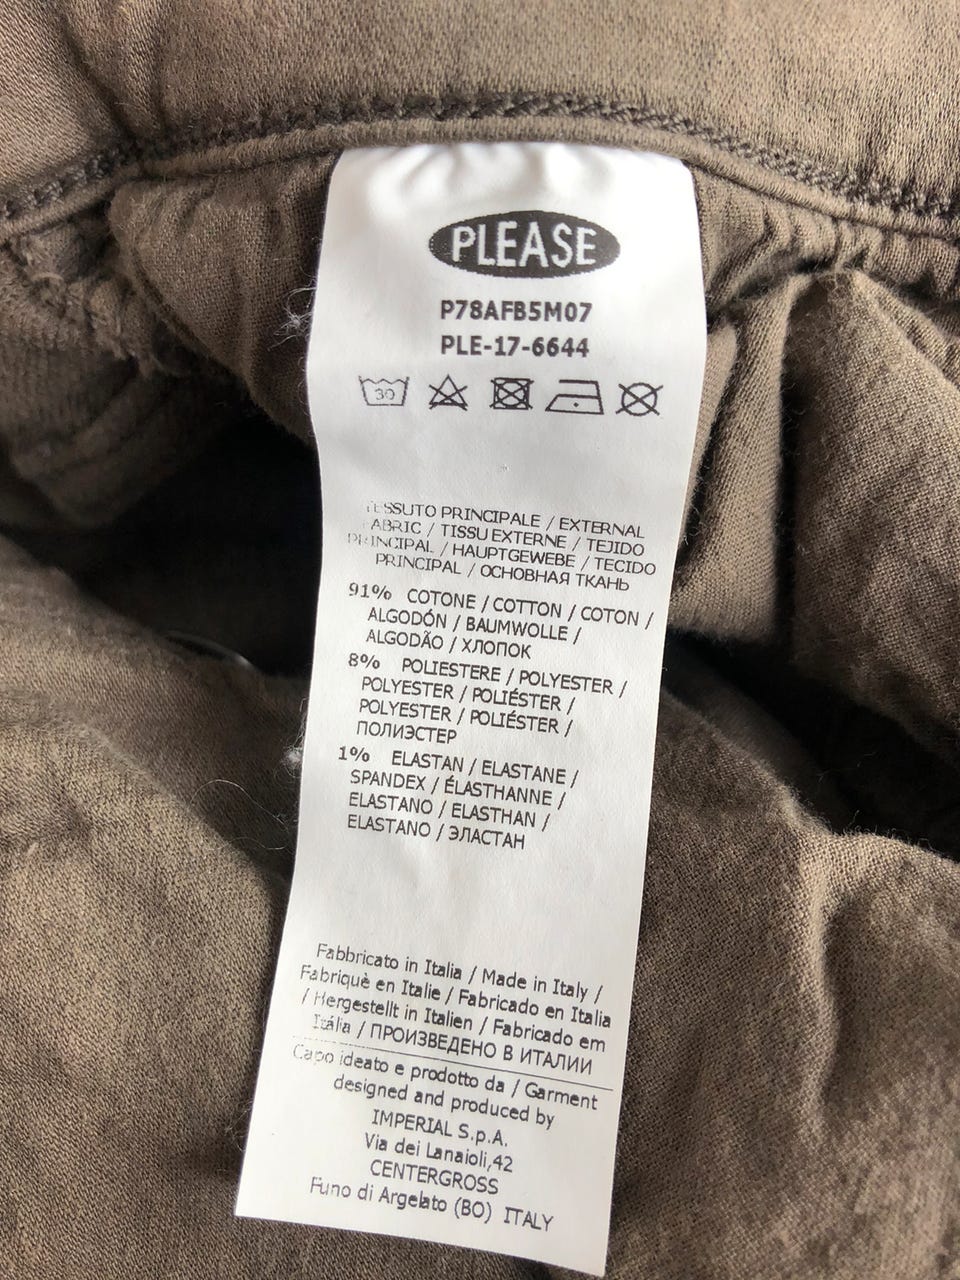 PLEASE
P78AFB5M07
PLE-17-6644
30
TESSUTO PRINCIPALE / EXTERNAL
FABRIC / TISSU EXTERNE / TEJIDO
PRINCIPAL / HAUPTGEWEBE / TECIDO
PRINCIPAL / ОСНОВНАЯ ТКАНЬ
91% COTONE / COTTON / COTON /
ALGODÓN / BAUMWOLLE /
ALGODÃO / ХЛОПОК
8% POLIESTERE / POLYESTER /
POLYESTER / POLIÉSTER /
POLYESTER / POLIÉSTER /
ПОЛИЭСТЕР
1% ELASTAN / ELASTANE /
SPANDEX / ÉLASTHANNE /
ELASTANO / ELASTHAN /
ELASTANO / ЭЛАСТАН
Fabbricato in Italia / Made in Italy /
Fabriquè en Italie / Fabricado en Italia
/ Hergestellt in Italien / Fabricado em
Itália / ПРОИЗВЕДЕНО В ИТАЛИИ
Capo ideato e prodotto da / Garment
designed and produced by
IMPERIAL S.p.A.
Via dei Lanaioli,42
CENTERGROSS
Funo di Argelato (BO) ITALY